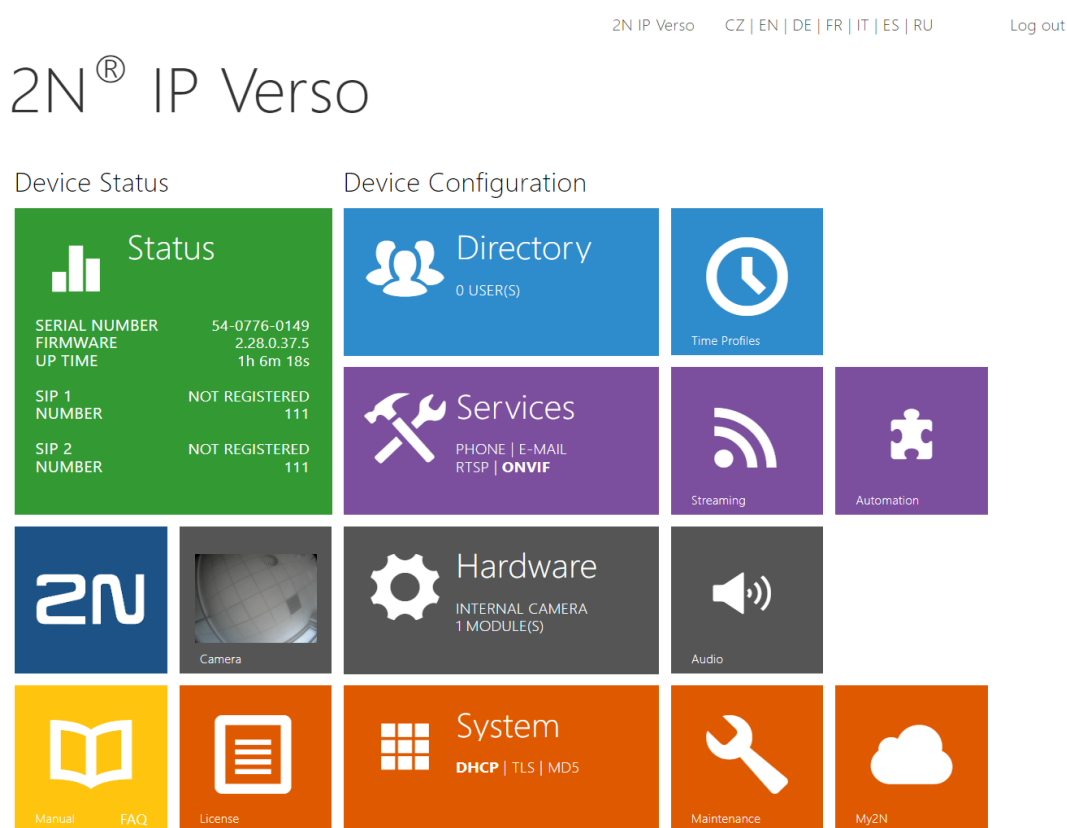 2N IP Verso CZ | EN | DE | FR | IT | ES | RU Log out
2N® IP Verso
Device Status
Device Configuration
Status
SERIAL NUMBER 54-0776-0149
FIRMWARE 2.28.0.37.5
UP TIME 1h 6m 18s
SIP 1 NOT REGISTERED
NUMBER 111
SIP 2 NOT REGISTERED
NUMBER 111
Directory
0 USER(S)
Time Profiles
Services
PHONE | E-MAIL
RTSP | ONVIF
Streaming
Automation
2N
Camera
Hardware
INTERNAL CAMERA
1 MODULE(S)
Audio
Manual FAQ
License
System
DHCP | TLS | MD5
Maintenance
My2N